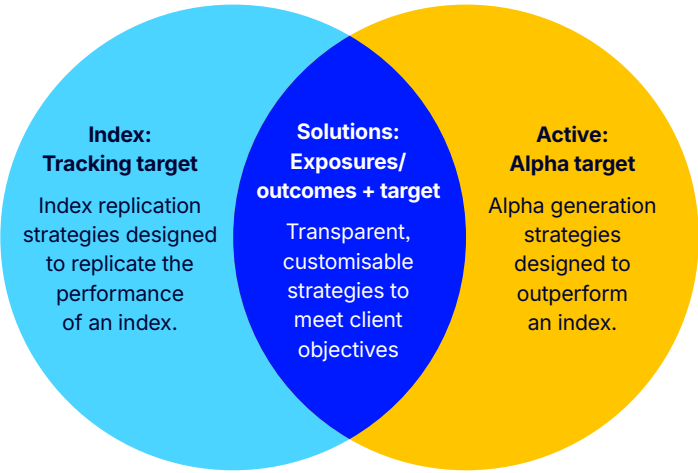 Index:
Tracking target
Index replication
strategies designed
to replicate the
performance
of an index.
Solutions:
Exposures/
outcomes + target
Transparent,
customisable
strategies to
meet client
objectives
Active:
Alpha target
Alpha generation
strategies
designed to
outperform
an index.